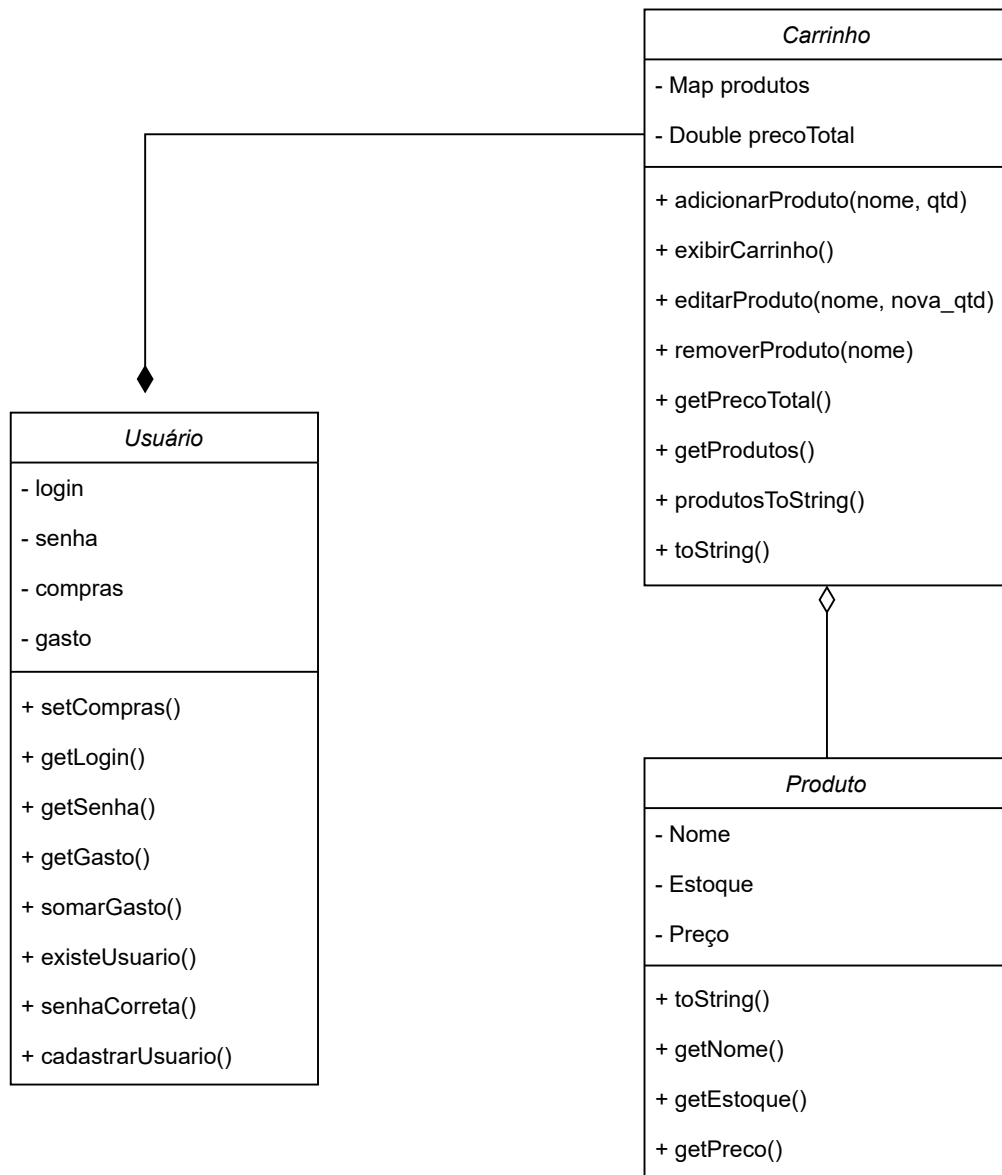 Carrinho
- Map produtos
- Double precoTotal
+ adicionarProduto(nome, qtd)
+ exibirCarrinho()
+ editarProduto(nome, nova_qtd)
+ removerProduto(nome)
+ getPrecoTotal()
+ getProdutos()
+ produtosToString()
+ toString()
Usuário
- login
- senha
- compras
- gasto
+ setCompras()
+ getLogin()
+ getSenha()
+ getGasto()
+ somarGasto()
+ existeUsuario()
+ senhaCorreta()
+ cadastrarUsuario()
Produto
- Nome
- Estoque
- Preço
+ toString()
+ getNome()
+ getEstoque()
+ getPreco()